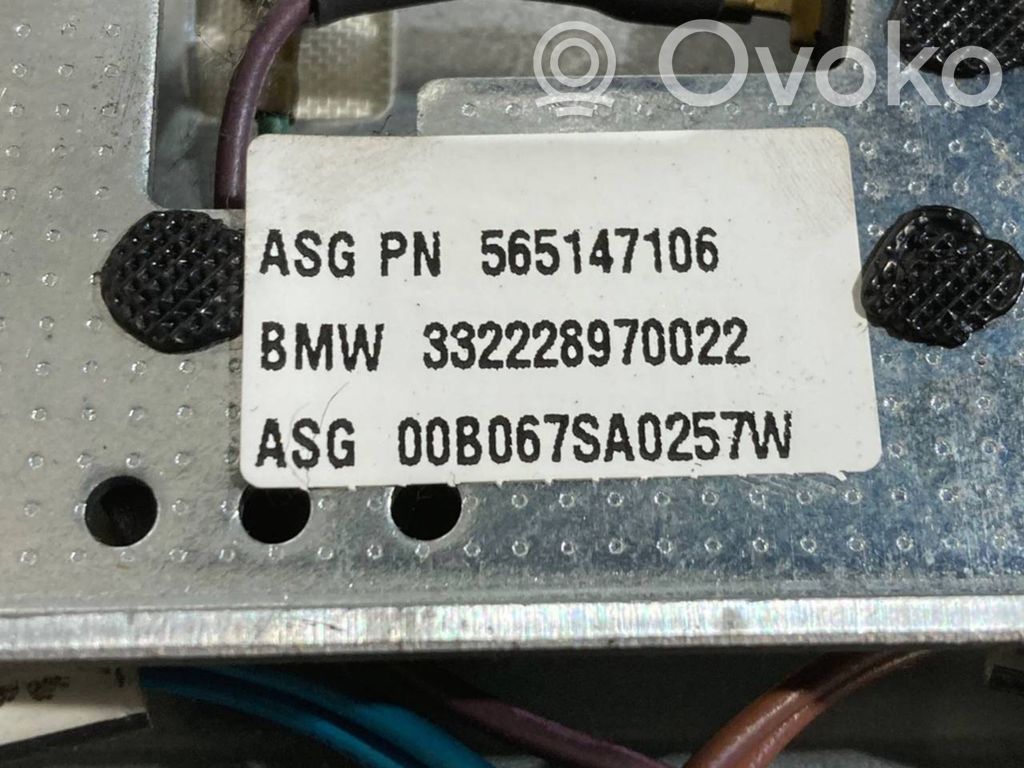 Ovoko
ASG PN 565147106
BMW 332228970022
ASG 00B067SA0257W